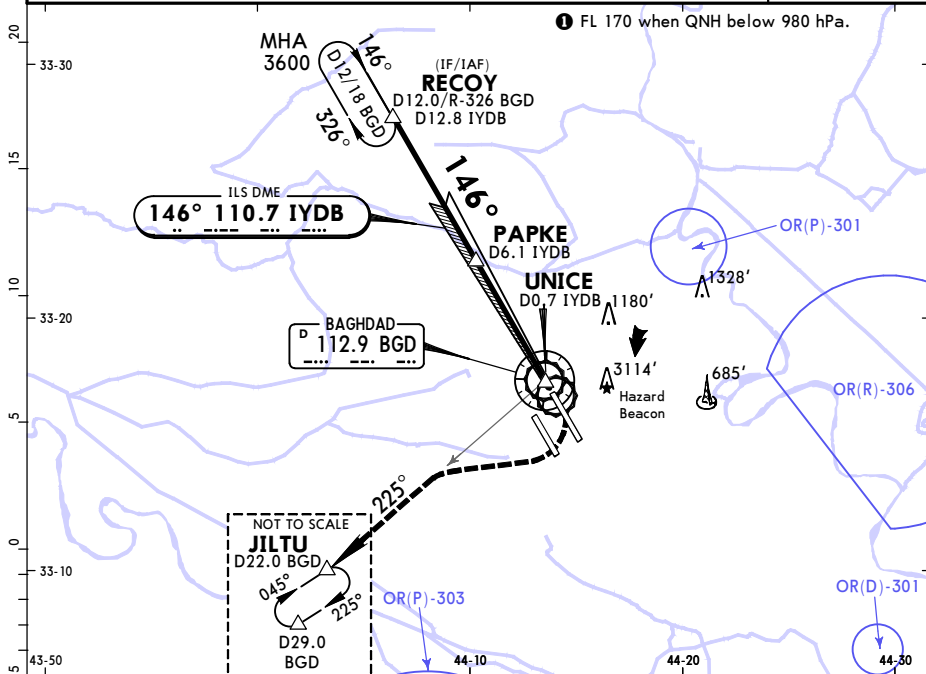 ❶ FL 170 when QNH below 980 hPa.
20
33-30
MHA
3600
146°
D12/18 BGD
326°
(IF/IAF)
RECOY
D12.0/R-326 BGD
D12.8 IYDB
15
146°
ILS DME
146° 110.7 IYDB
.. -.-- -.. -...
PAPKE
D6.1 IYDB
OR(P)-301
UNICE
D0.7 IYDB
1180'
1328'
10
33-20
BAGHDAD
D 112.9 BGD
-... --. -..
3114'
Hazard
Beacon
685'
OR(R)-306
5
225°
NOT TO SCALE
JILTU
D22.0 BGD
0
33-10
045°
225°
D29.0
BGD
OR(P)-303
OR(D)-301
5
43-50
44-10
44-20
44-30